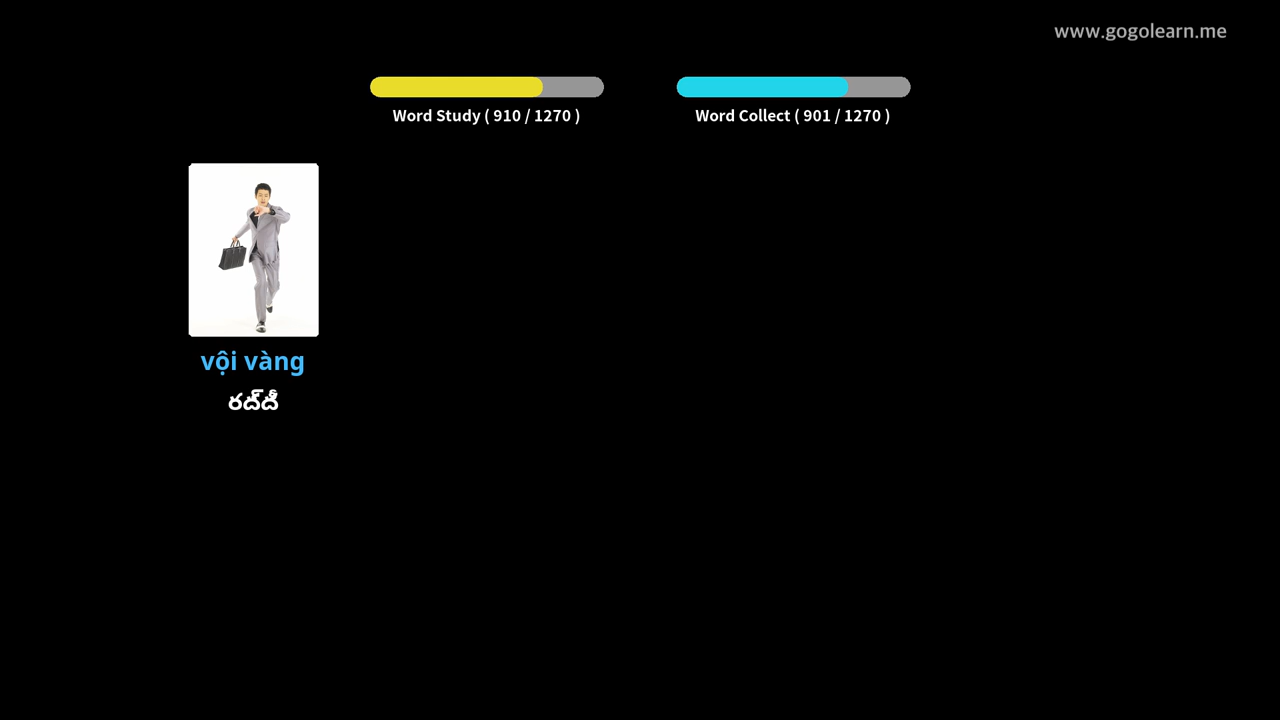 www.gogolearn.me
Word Study ( 910 / 1270 )
Word Collect ( 901 / 1270 )
vội vàng
రద్దీ